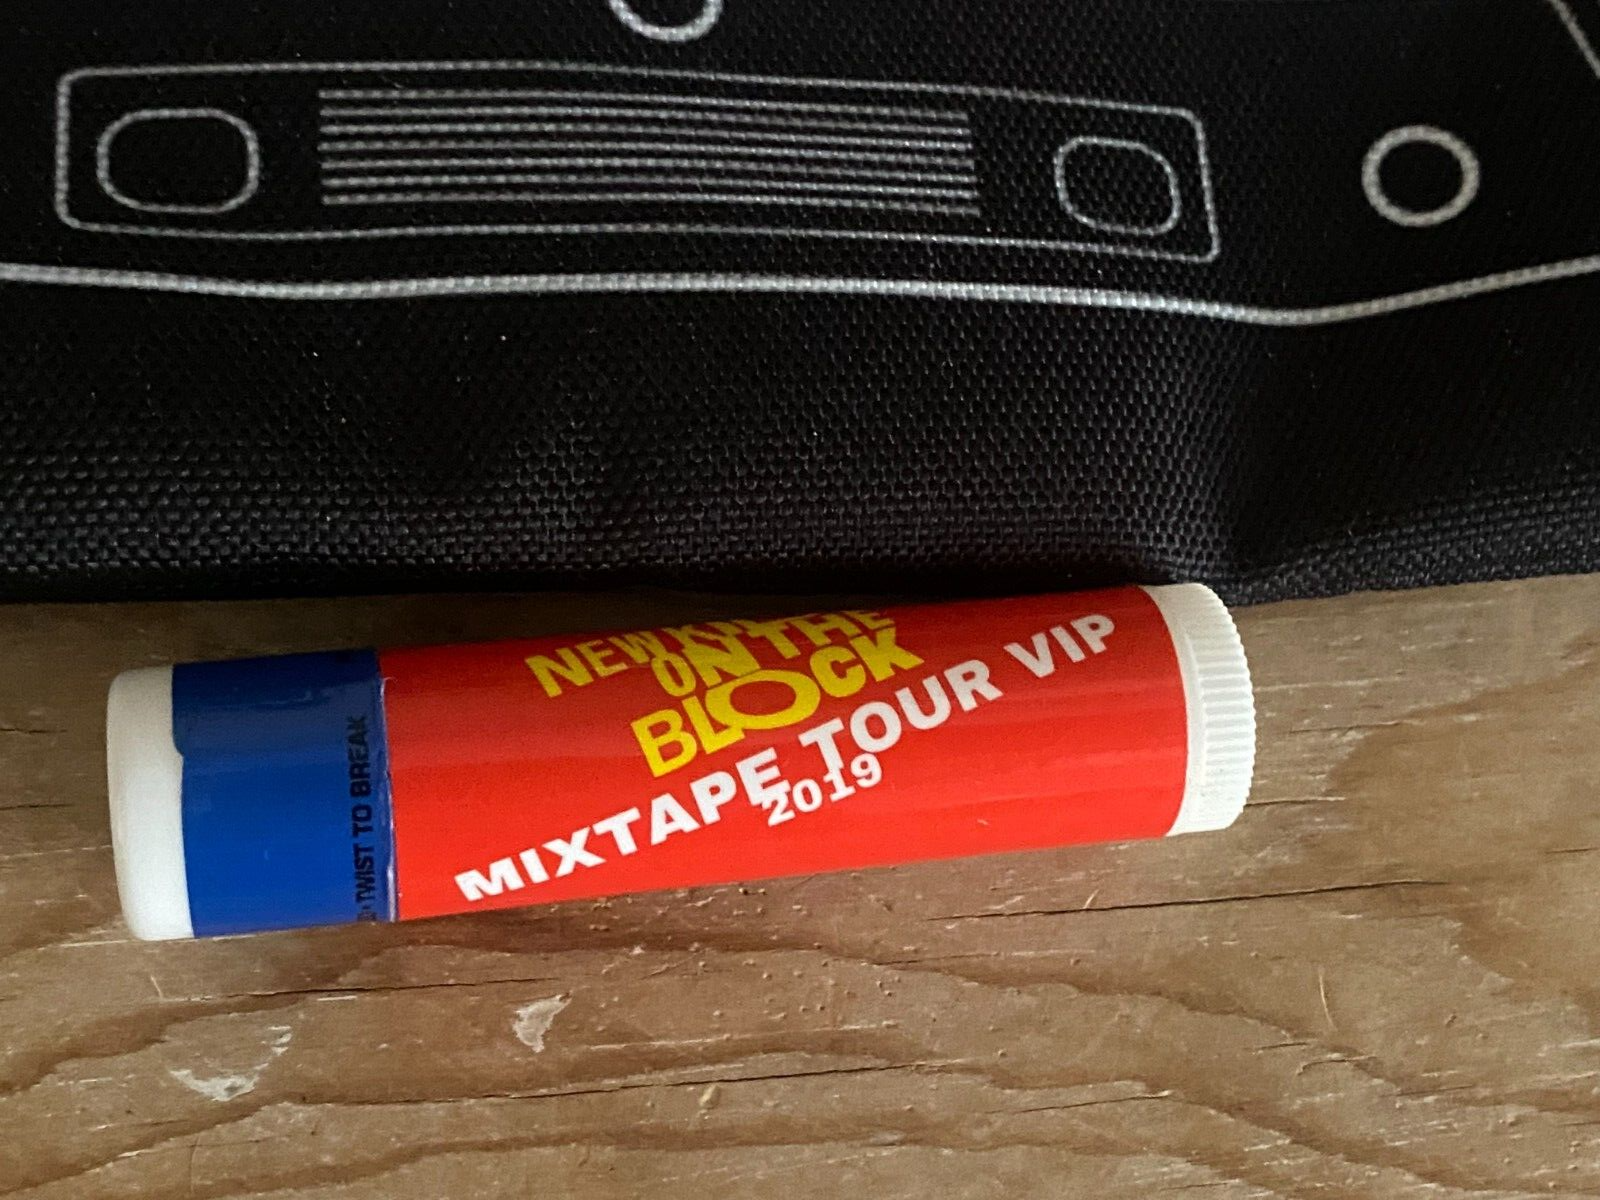 NEW KIDS
ON THE
BLOCK
MIXTAPE TOUR VIP
2019
• TWIST TO BREAK